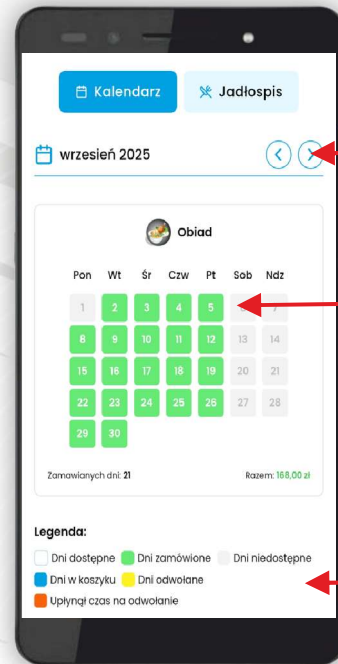 Kalendarz Jadłospis
wrzesień 2025
Obiad
Pon Wt Śr Czw Pt Sob Ndz
1 2 3 4 5
8 9 10 11 12 13 14
15 16 17 18 19 20 21
22 23 24 25 26 27 28
29 30
Zamawianych dni: 21 Razem: 168,00 zł
Legenda:
Dni dostępne Dni zamówione Dni niedostępne
Dni w koszyku Dni odwołane
Upłynął czas na odwołanie